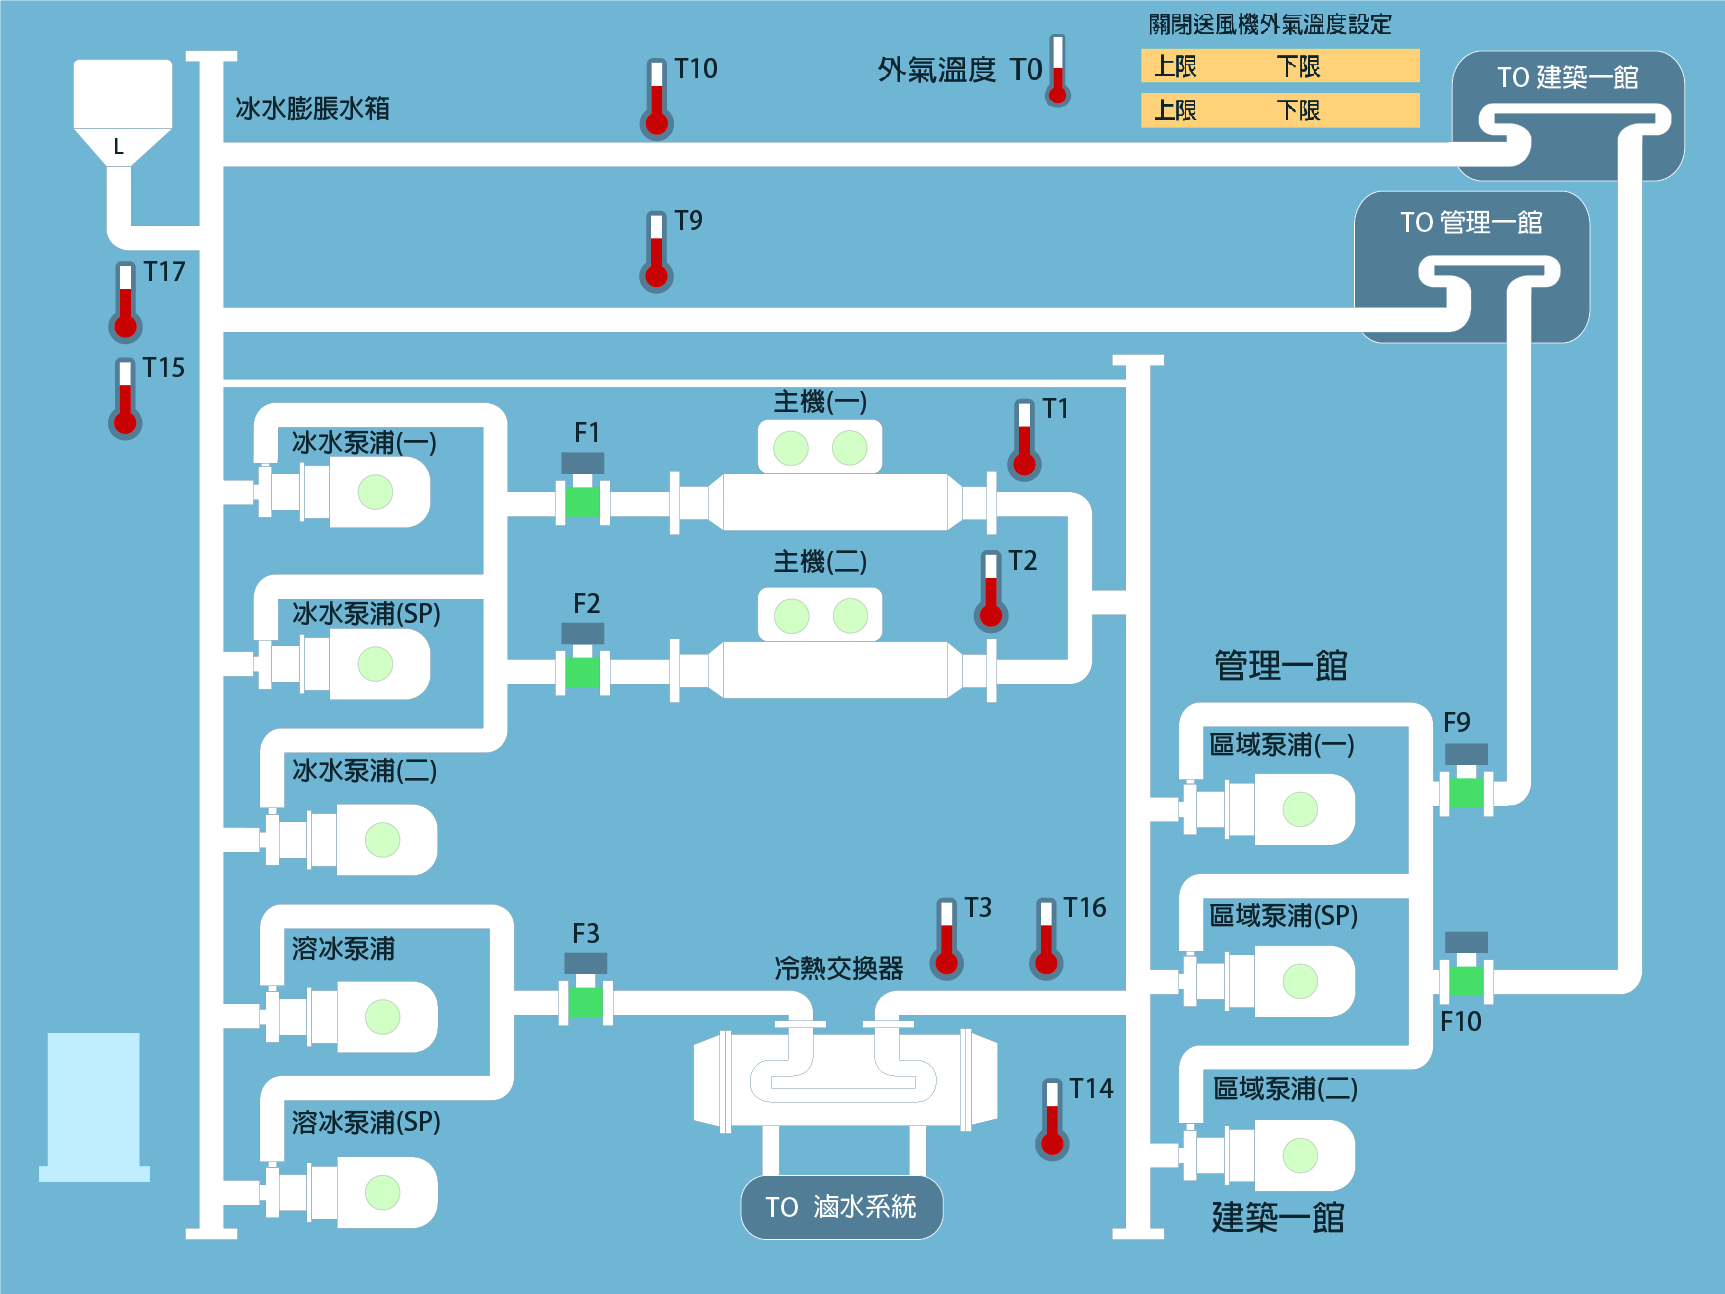 關閉送風機外氣溫度設定
外氣溫度 T0
上限 下限
上限 下限
TO 建築一館
T10
冰水膨脹水箱
L
T9
TO 管理一館
T17
T15
主機(一)
T1
冰水泵浦(一)
F1
主機(二)
T2
冰水泵浦(SP)
F2
管理一館
F9
區域泵浦(一)
冰水泵浦(二)
T3
T16
區域泵浦(SP)
溶冰泵浦
F3
冷熱交換器
F10
T14
區域泵浦(二)
溶冰泵浦(SP)
TO 滷水系統
建築一館